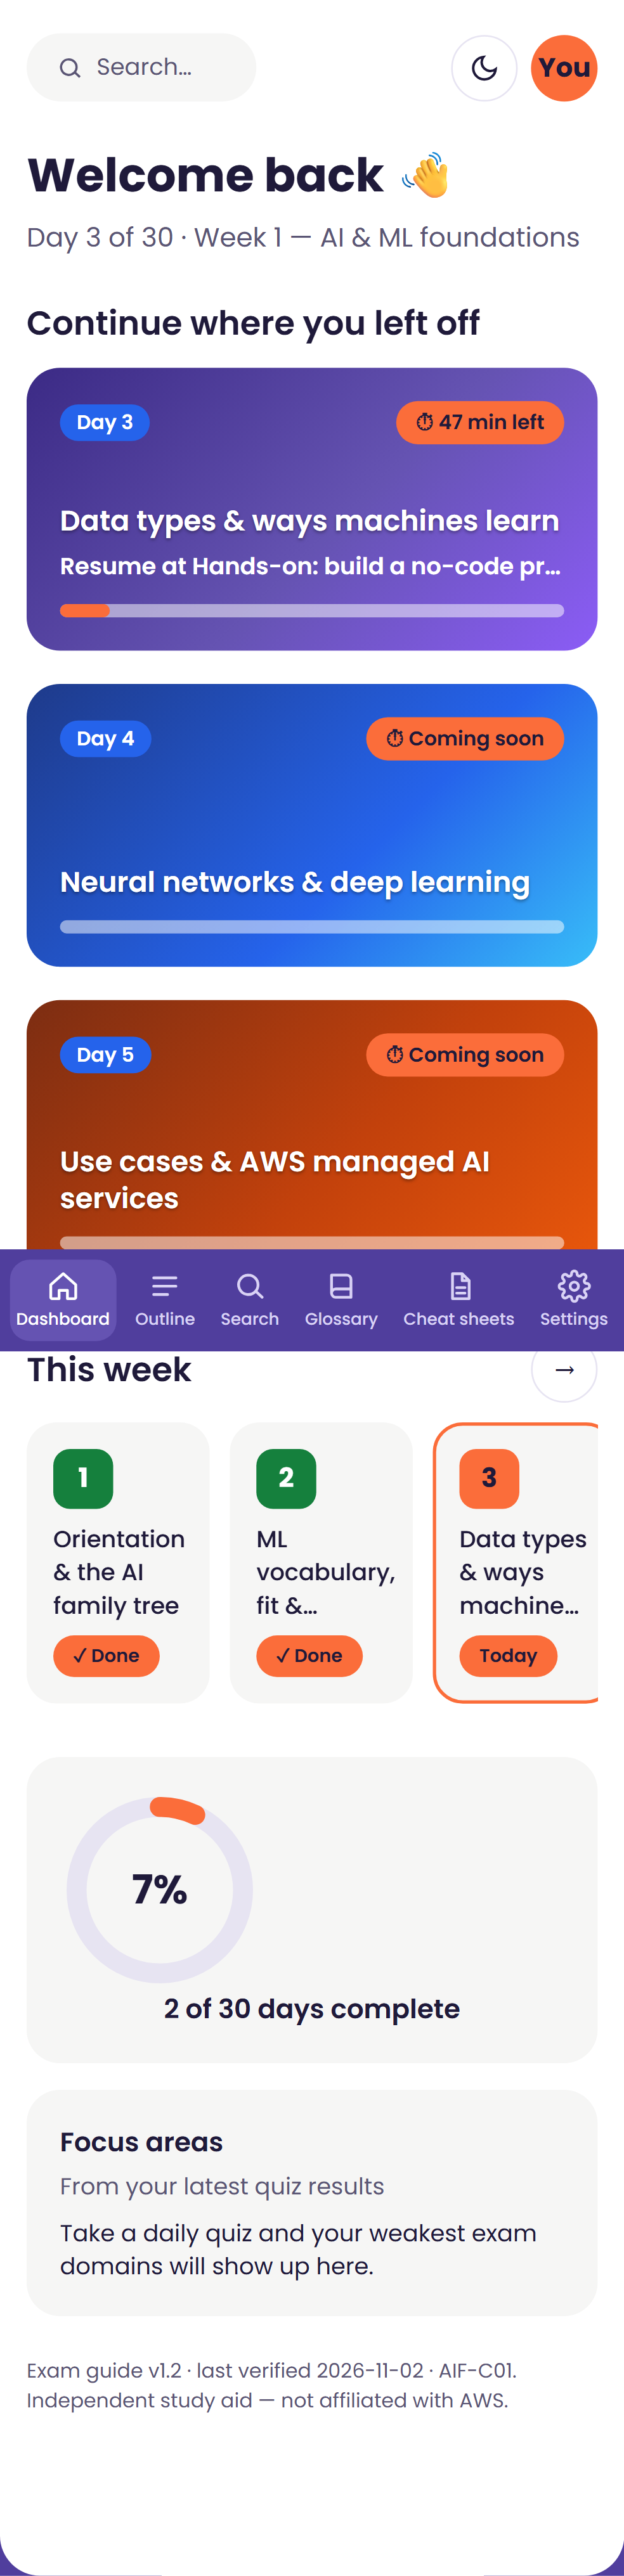 Search...
You
Welcome back 👋
Day 3 of 30 · Week 1 — AI & ML foundations
Continue where you left off
Day 3
⏱ 47 min left
Data types & ways machines learn
Resume at Hands-on: build a no-code pr...
Day 4
⏱ Coming soon
Neural networks & deep learning
Day 5
⏱ Coming soon
Use cases & AWS managed AI
services
Dashboard
Outline
Search
Glossary
Cheat sheets
Settings
This week
→
1
Orientation
& the AI
family tree
✓ Done
2
ML
vocabulary,
fit &...
✓ Done
3
Data types
& ways
machine...
Today
7%
2 of 30 days complete
Focus areas
From your latest quiz results
Take a daily quiz and your weakest exam
domains will show up here.
Exam guide v1.2 · last verified 2026-11-02 · AIF-C01.
Independent study aid — not affiliated with AWS.